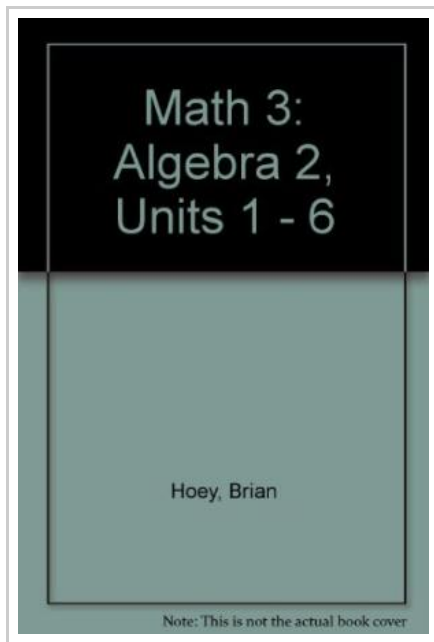 Math 3:
Algebra 2,
Units 1 - 6
Hoey, Brian
Note: This is not the actual book cover